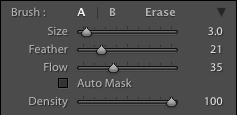 Brush : A B Erase
Size 3.0
Feather 21
Flow 35
Auto Mask
Density 100